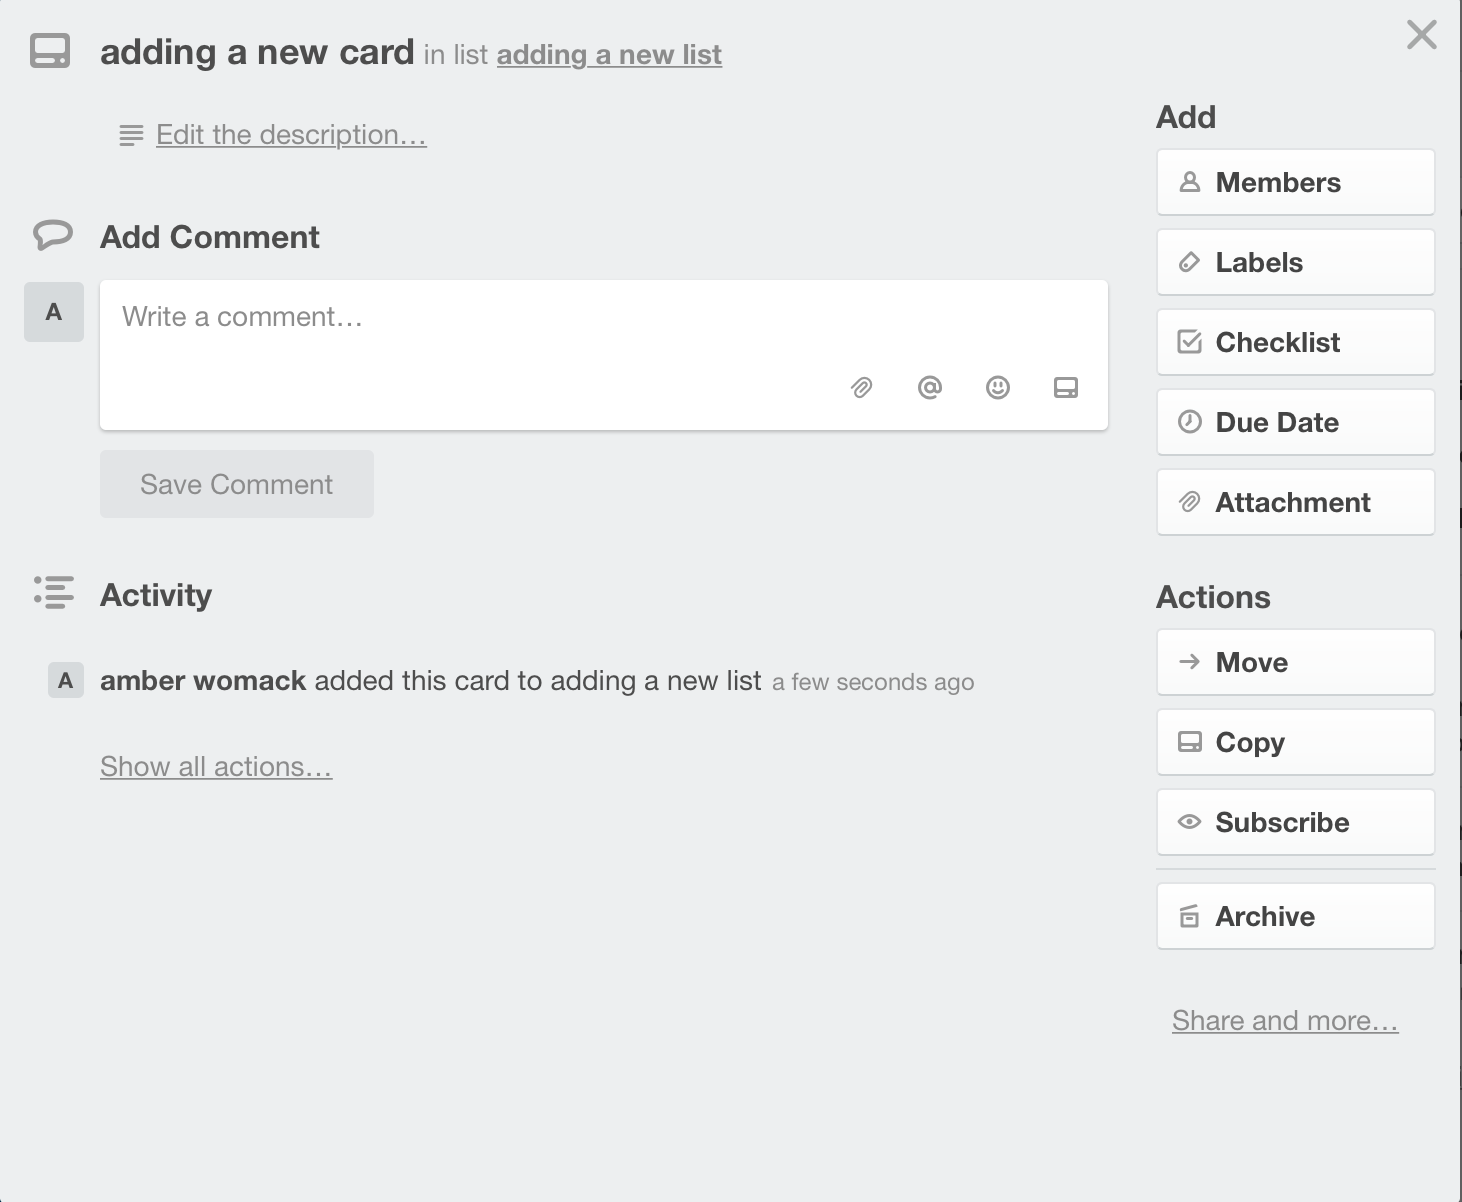 adding a new card in list adding a new list
Edit the description…
Add Comment
A
Write a comment…
Save Comment
Activity
A amber womack added this card to adding a new list a few seconds ago
Show all actions…
Add
Members
Labels
Checklist
Due Date
Attachment
Actions
Move
Copy
Subscribe
Archive
Share and more…